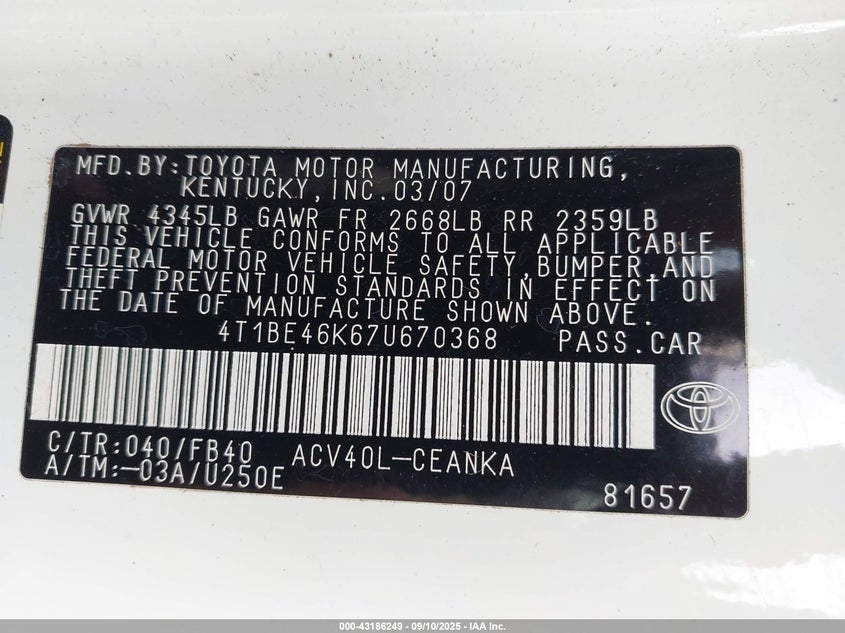 MFD.BY:TOYOTA MOTOR MANUFACTURING,
KENTUCKY,INC.03/07
GVWR 4345LB GAWR FR 2668LB RR 2359LB
THIS VEHICLE CONFORMS TO ALL APPLICABLE
FEDERAL MOTOR VEHICLE SAFETY,BUMPER,AND
THEFT PREVENTION STANDARDS IN EFFECT ON
THE DATE OF MANUFACTURE SHOWN ABOVE.
4T1BE46K67U670368 PASS.CAR
C/TR:040/FB40 ACV40L-CEANKA
A/TM:-03A/U250E
81657
000-43186249 - 09/10/2025 - IAA Inc.